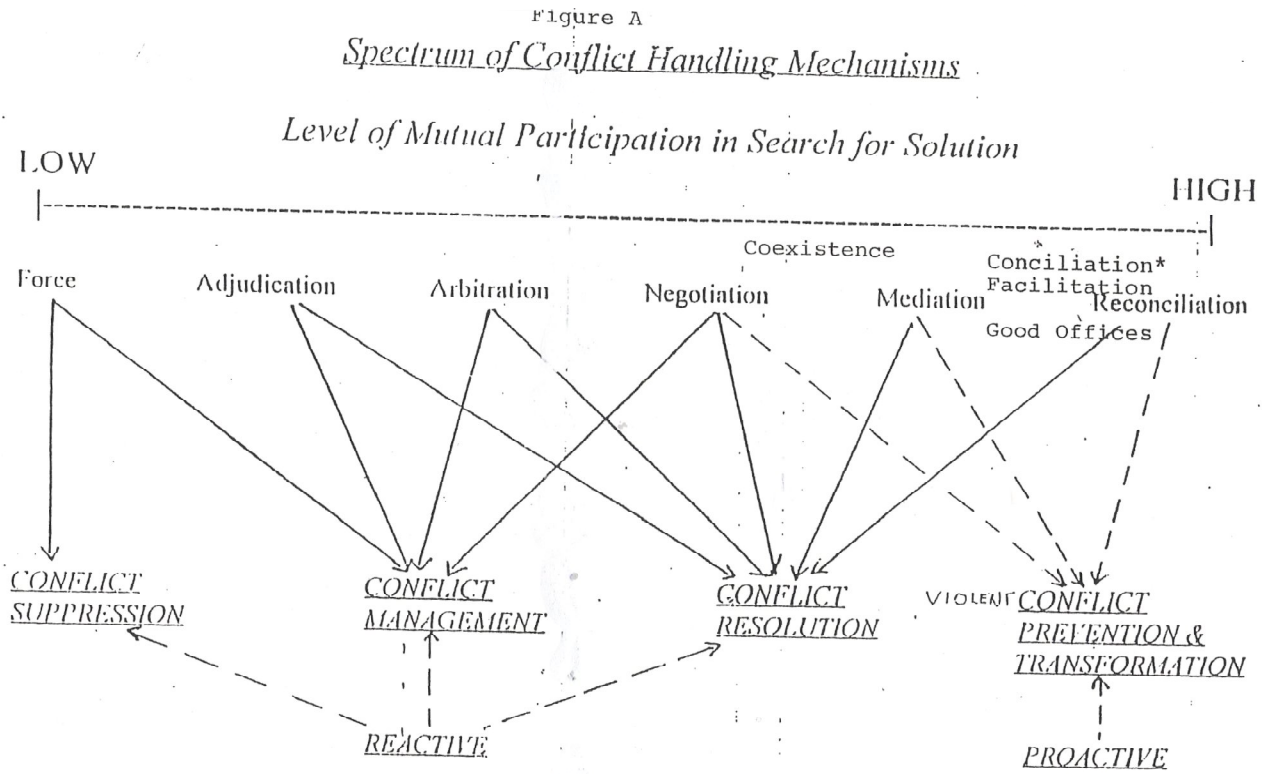 Figure A
Spectrum of Conflict Handling Mechanisms
Level of Mutual Participation in Search for Solution
LOW
HIGH
Coexistence
Conciliation*
Facilitation
Force
Adjudication
Arbitration
Negotiation
Mediation
Reconciliation
Good Offices
CONFLICT
SUPPRESSION
CONFLICT
MANAGEMENT
CONFLICT
RESOLUTION
VIOLENT CONFLICT
PREVENTION &
TRANSFORMATION
REACTIVE
PROACTIVE